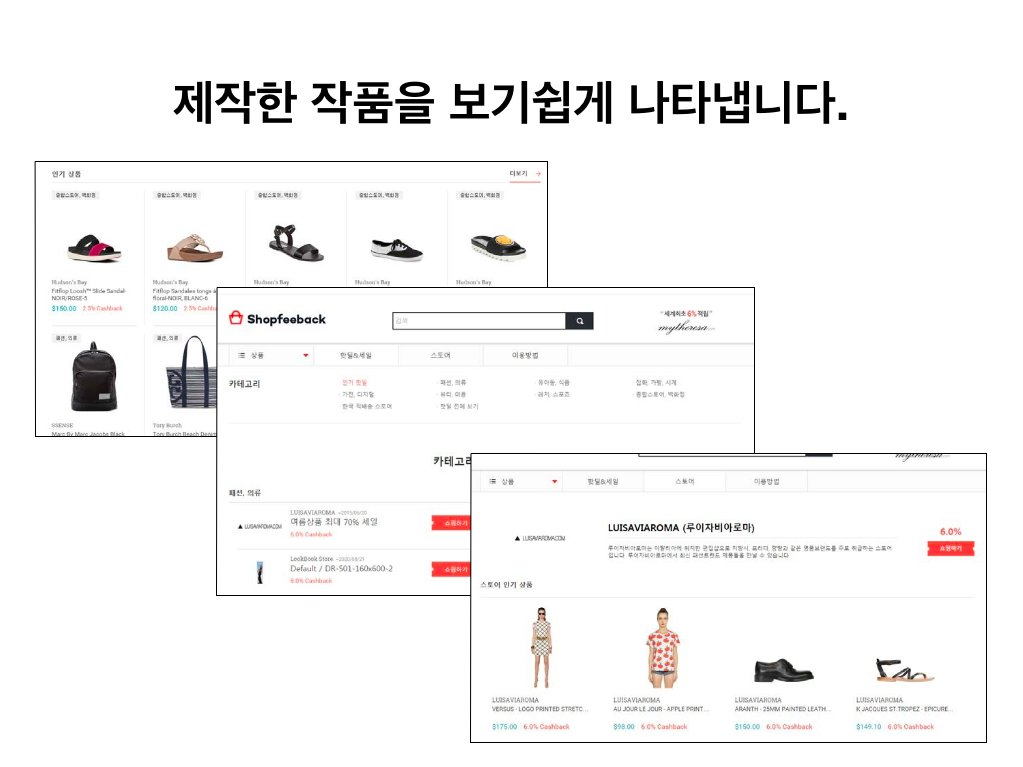 제작한 작품을 보기쉽게 나타냅니다.
인기 상품
더보기 →
종합스토어, 백화점
종합스토어, 백화점
종합스토어, 백화점
종합스토어, 백화점
종합스토어, 백화점
Hudson's Bay
Fitflop Loosh™ Slide Sandal-
NOIR/ROSE-5
$150.00 2.3% Cashback
Hudson's Bay
Fitflop Sandales tongs à
floral-NOIR, BLANC-6
$120.00 2.3% Cashba
Hudson's Bay
Hudson's Bay
Hudson's Bay
패션, 의류
패션, 의류
SSENSE
Marc By Marc Jacobs Black
Tory Burch
Tory Burch Beach Denim
Shopfeeback
검색
"세계최초 6% 적립"
mytheresa.com
상품
핫딜&세일
스토어
이용방법
카테고리
· 인기 핫딜
· 패션, 의류
· 유아동, 식품
· 잡화, 가방, 시계
· 가전, 디지털
· 뷰티, 미용
· 레저, 스포츠
· 종합스토어, 백화점
· 한국 직배송 스토어
· 핫딜 전체 보기
카테고
패션, 의류
LUISAVIAROMA.COM
LUISAVIAROMA ~2015/06/20
여름상품 최대 70% 세일
6.0% Cashback
쇼핑하기
LookBook Store ~2020/08/21
Default / DR-501-160x600-2
6.0% Cashback
쇼핑하기
mytheresa.com
상품
핫딜&세일
스토어
이용방법
LUISAVIAROMA.COM
LUISAVIAROMA (루이자비아로마)
루이자비아로마는 이탈리아에 위치한 편집샵으로 지방시, 프라다, 발망과 같은 명품브랜드를 주로 취급하는 스토어
입니다. 루이자비아로마에서 최신 패션트렌드 제품들을 만날 수 있습니다.
6.0%
쇼핑하기
스토어 인기 상품
LUISAVIAROMA
VERSUS - LOGO PRINTED STRETC...
$175.00 6.0% Cashback
LUISAVIAROMA
AU JOUR LE JOUR - APPLE PRINT...
$98.00 6.0% Cashback
LUISAVIAROMA
ARANTH - 25MM PAINTED LEATH...
$150.00 6.0% Cashback
LUISAVIAROMA
K.JACQUES ST.TROPEZ - EPICURE...
$149.10 6.0% Cashback